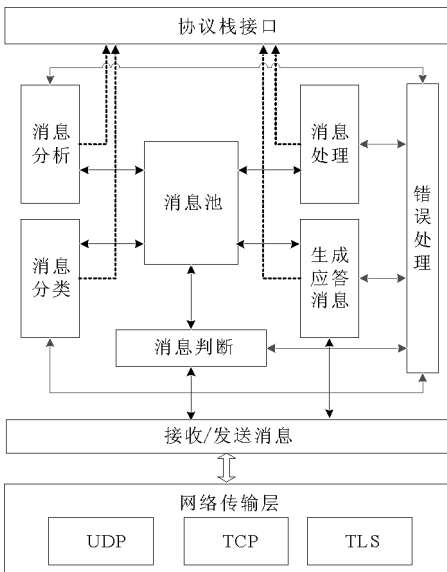 协议栈接口
消息
分析
消息
处理
消息池
错误
处理
消息
分类
生成
应答
消息
消息判断
接收/发送消息
网络传输层
UDP
TCP
TLS